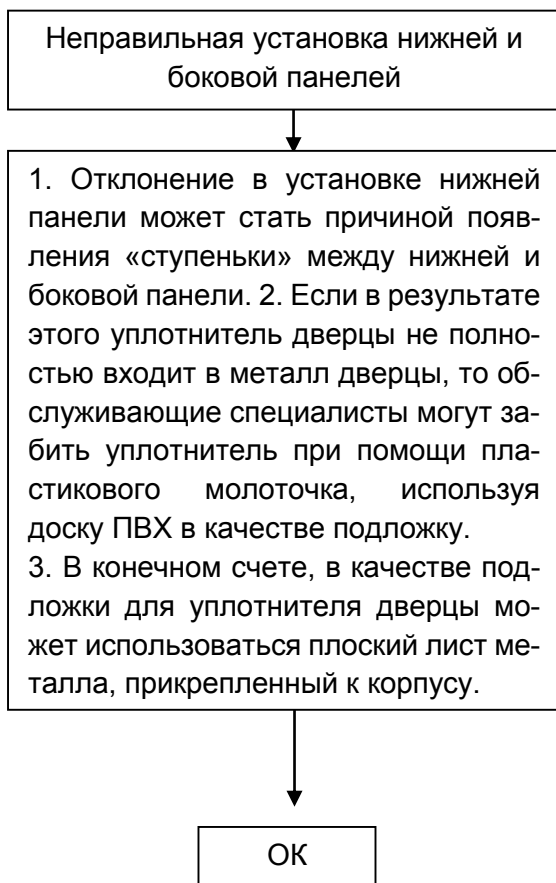 Неправильная установка нижней и
боковой панелей
1. Отклонение в установке нижней
панели может стать причиной появ-
ления «ступеньки» между нижней и
боковой панели. 2. Если в результате
этого уплотнитель дверцы не полно-
стью входит в металл дверцы, то об-
служивающие специалисты могут за-
бить уплотнитель при помощи пла-
стикового молоточка, используя
доску ПВХ в качестве подложку.
3. В конечном счете, в качестве под-
ложки для уплотнителя дверцы мо-
жет использоваться плоский лист ме-
талла, прикрепленный к корпусу.
ОК